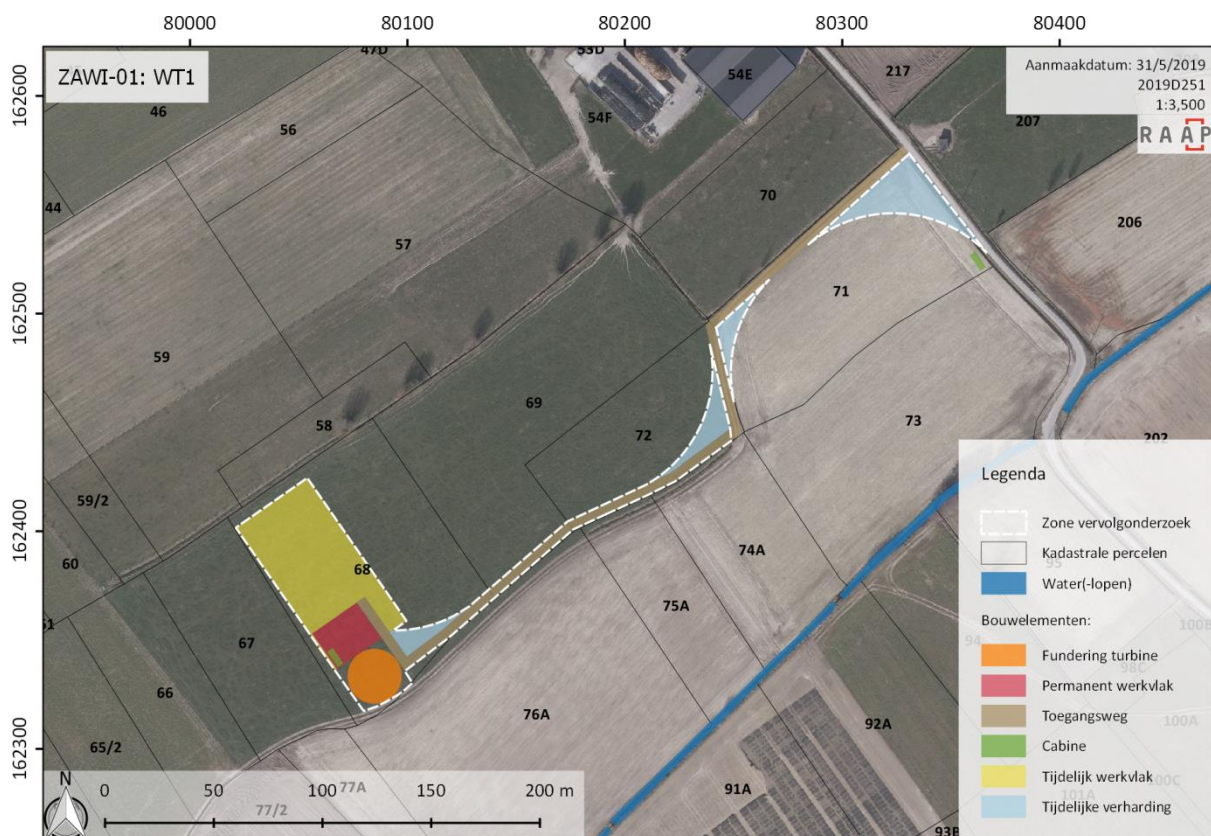 80000
80100
80200
80300
80400
162600
162500
162400
162300
ZAWI-01: WT1
Aanmaakdatum: 31/5/2019
2019D251
1:3,500
RAAP
47D
53D
54E
54F
217
207
46
56
44
70
57
206
71
59
69
58
72
73
202
59/2
60
68
74A
95
75A
61
67
94
100B
98C
66
76A
92A
100A
65/2
77A
91A
100C
101A
77/2
93B
Legenda
Zone vervolgonderzoek
Kadastrale percelen
Water(-lopen)
Bouwelementen:
Fundering turbine
Permanent werkvlak
Toegangsweg
Cabine
Tijdelijk werkvlak
Tijdelijke verharding
N
0 50 100 150 200 m